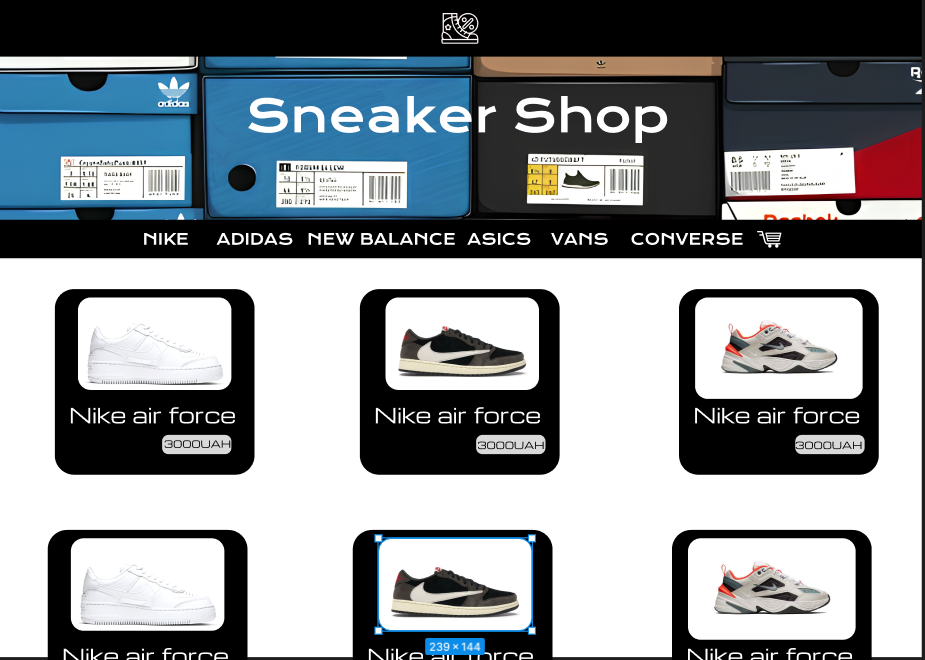 adidas
Sneaker Shop
NIKE ADIDAS NEW BALANCE ASICS VANS CONVERSE
Nike air force Nike air force Nike air force
3000UAH 3000UAH 3000UAH
Nike air force Nike air force Nike air force
239 × 144